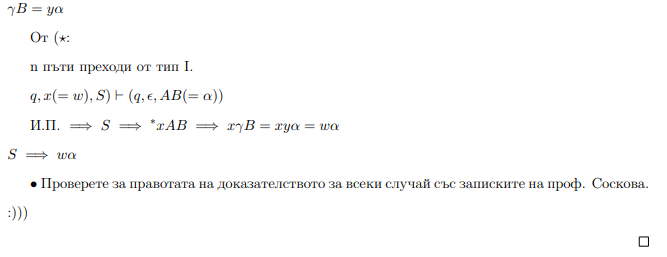 γB = yα
От (⋆:
n пъти преходи от тип I.
q, x(= w), S) ⊢ (q, ϵ, AB(= α))
И.П. ⟹ S ⟹ *xAB ⟹ xγB = xyα = wα
S ⟹ wα
• Проверете за правотата на доказателството за всеки случай със записките на проф. Соскова.
:)))
□